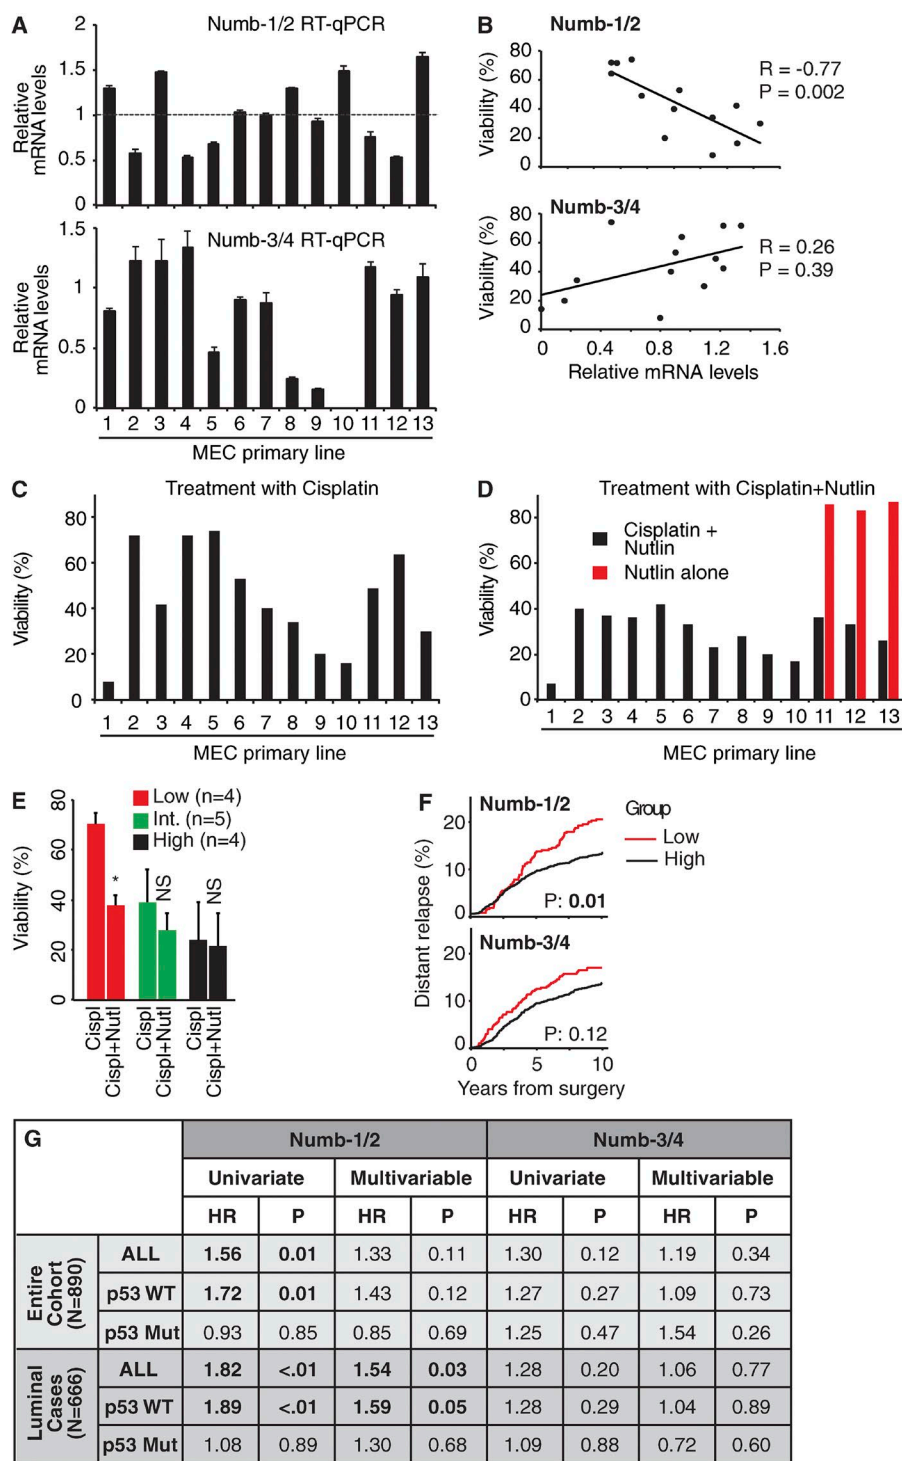 A
Numb-1/2 RT-qPCR
Relative
mRNA levels
2
1.5
1
0.5
0
Numb-3/4 RT-qPCR
Relative
mRNA levels
1.5
1
0.5
0
1 2 3 4 5 6 7 8 9 10 11 12 13
MEC primary line
B
Numb-1/2
Viability (%)
80
60
40
20
0
R = -0.77
P = 0.002
Numb-3/4
Viability (%)
80
60
40
20
0
R = 0.26
P = 0.39
0 0.4 0.8 1.2 1.6
Relative mRNA levels
C
Treatment with Cisplatin
Viability (%)
80
60
40
20
0
1 2 3 4 5 6 7 8 9 10 11 12 13
MEC primary line
D
Treatment with Cisplatin+Nutlin
Cisplatin +
Nutlin
Nutlin alone
Viability (%)
80
60
40
20
0
1 2 3 4 5 6 7 8 9 10 11 12 13
MEC primary line
E
Low (n=4)
Int. (n=5)
High (n=4)
Viability (%)
80
60
40
20
0
* NS NS
Cispl Cispl+Nutl Cispl Cispl+Nutl Cispl Cispl+Nutl
F
Numb-1/2
Group
Low
High
Distant relapse (%)
20
10
0
P: 0.01
Numb-3/4
20
10
0
P: 0.12
0 5 10
Years from surgery
G Numb-1/2 Numb-3/4
Univariate Multivariable Univariate Multivariable
HR P HR P HR P HR P
Entire
Cohort
(N=890)
ALL 1.56 0.01 1.33 0.11 1.30 0.12 1.19 0.34
p53 WT 1.72 0.01 1.43 0.12 1.27 0.27 1.09 0.73
p53 Mut 0.93 0.85 0.85 0.69 1.25 0.47 1.54 0.26
Luminal
Cases
(N=666)
ALL 1.82 <.01 1.54 0.03 1.28 0.20 1.06 0.77
p53 WT 1.89 <.01 1.59 0.05 1.28 0.29 1.04 0.89
p53 Mut 1.08 0.89 1.30 0.68 1.09 0.88 0.72 0.60